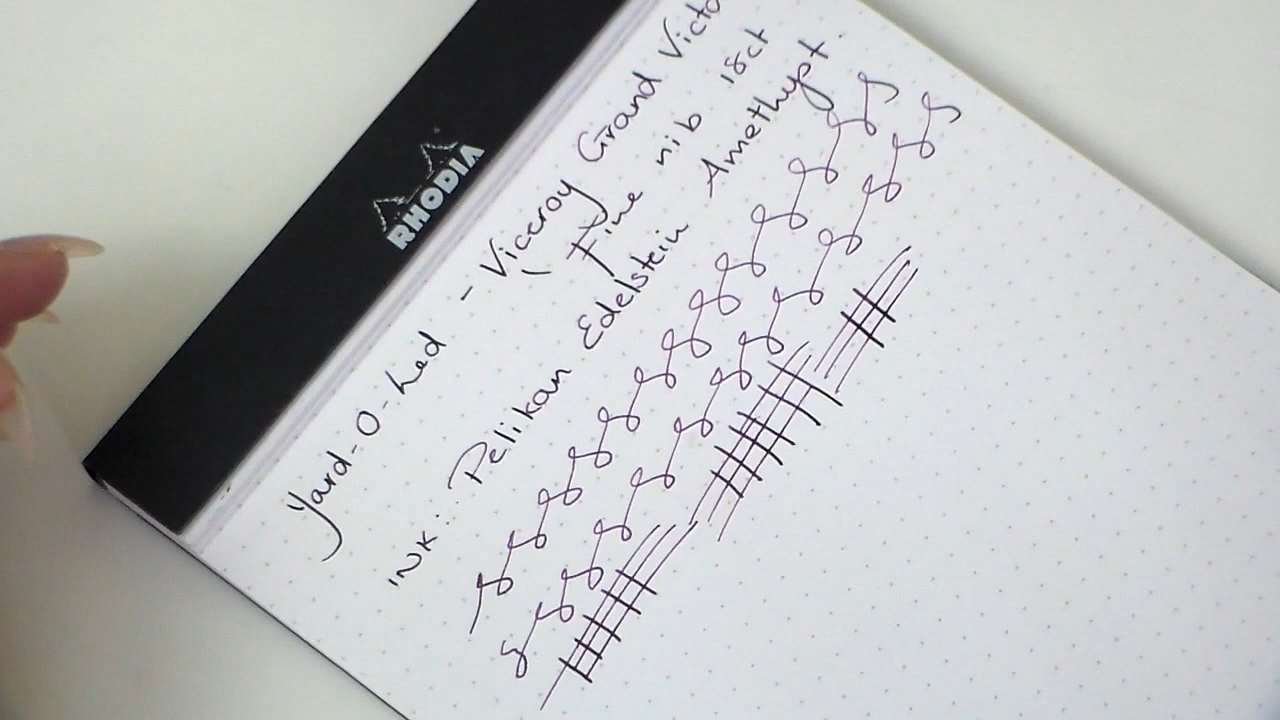 RHODIA
Yard-O-Led - Viceroy Grand Victo
( Fine nib 18ct
INK: Pelikan Edelstein Amethyst.